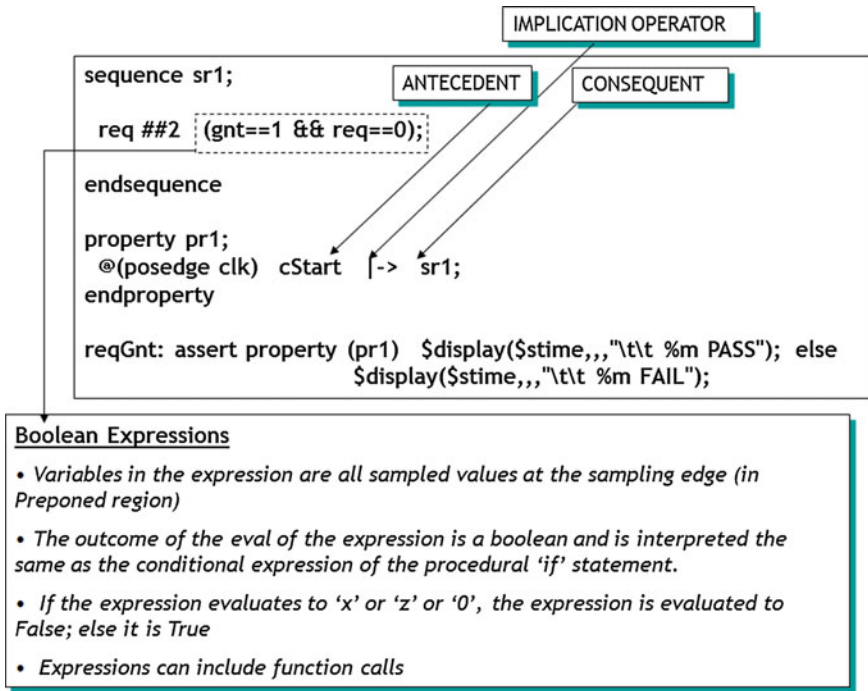 IMPLICATION OPERATOR
ANTECEDENT
CONSEQUENT
sequence sr1;
req ##2 (gnt==1 && req==0);
endsequence
property pr1;
@(posedge clk) cStart |-> sr1;
endproperty
reqGnt: assert property (pr1) $display($stime,,,"\t\t %m PASS"); else
$display($stime,,,"\t\t %m FAIL");
Boolean Expressions
• Variables in the expression are all sampled values at the sampling edge (in
Preponed region)
• The outcome of the eval of the expression is a boolean and is interpreted the
same as the conditional expression of the procedural ‘if’ statement.
• If the expression evaluates to ‘x’ or ‘z’ or ‘0’, the expression is evaluated to
False; else it is True
• Expressions can include function calls